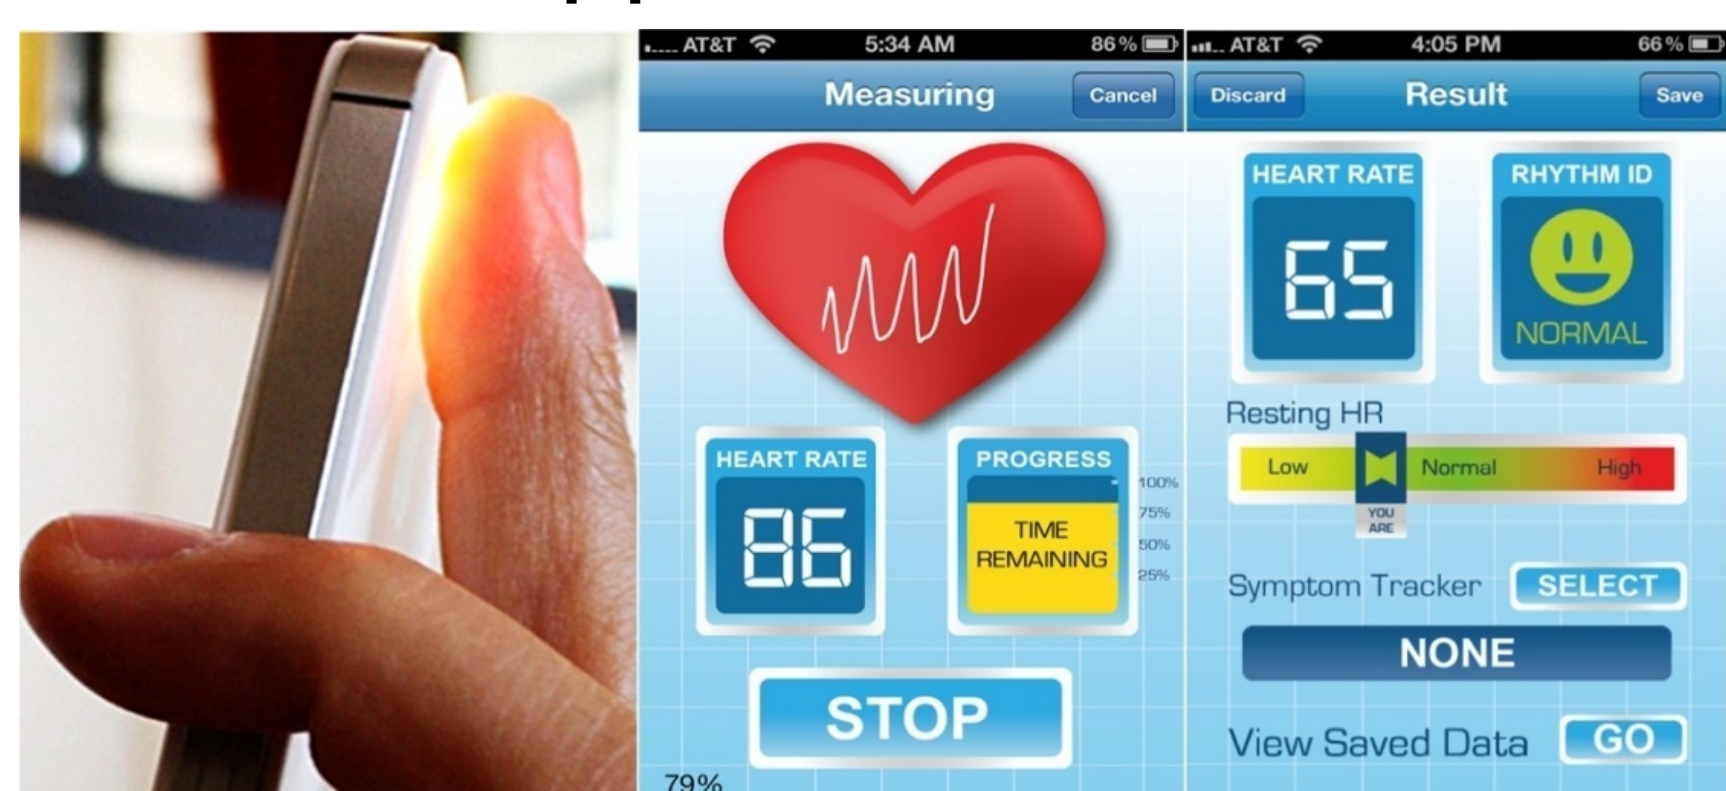 AT&T 5:34 AM 86%
Measuring Cancel
HEART RATE
86
PROGRESS
100%
75%
50%
25%
TIME
REMAINING
STOP
79%
AT&T 4:05 PM 66%
Discard Result Save
HEART RATE
65
RHYTHM ID
NORMAL
Resting HR
Low Normal High
YOU
ARE
Symptom Tracker SELECT
NONE
View Saved Data GO